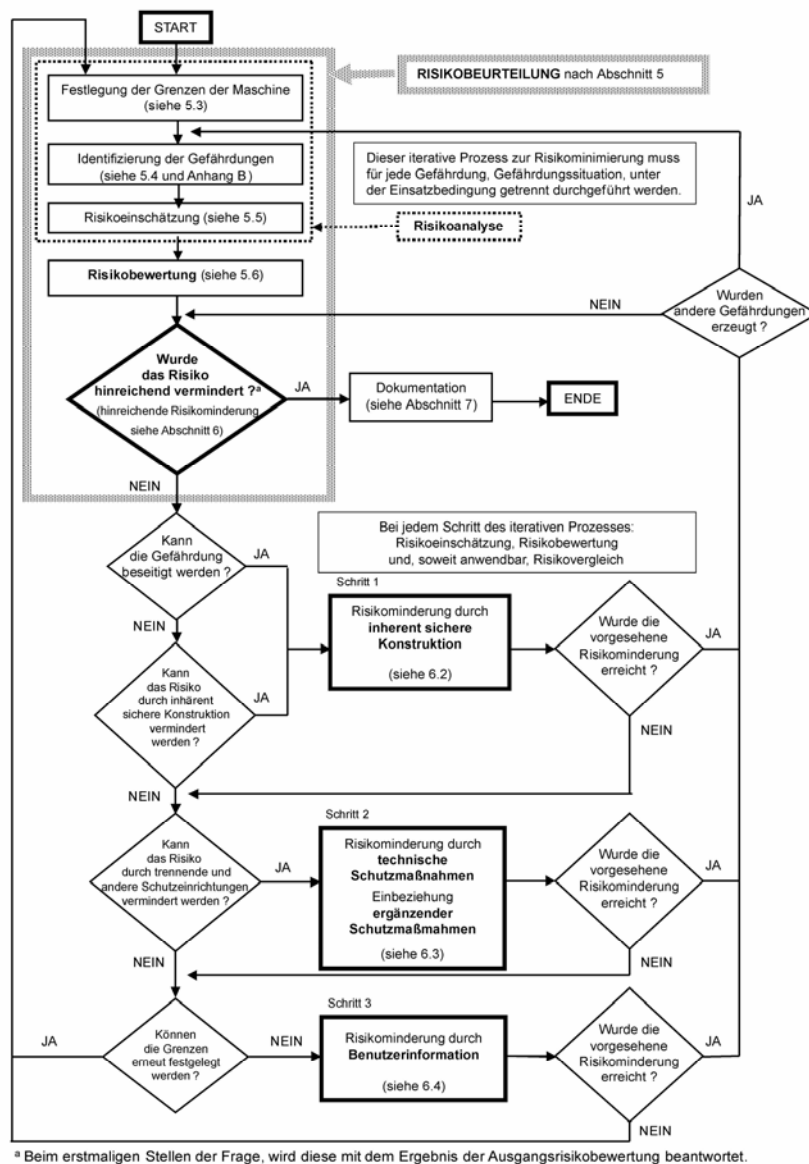 START
RISIKOBEURTEILUNG nach Abschnitt 5
Festlegung der Grenzen der Maschine
(siehe 5.3)
Identifizierung der Gefährdungen
(siehe 5.4 und Anhang B)
Dieser iterative Prozess zur Risikominimierung muss
für jede Gefährdung, Gefährdungssituation, unter
der Einsatzbedingung getrennt durchgeführt werden.
JA
Risikoeinschätzung (siehe 5.5)
Risikoanalyse
Risikobewertung (siehe 5.6)
NEIN
Wurden
andere Gefährdungen
erzeugt ?
Wurde
das Risiko
hinreichend vermindert ?ª
(hinreichende Risikominderung
siehe Abschnitt 6)
JA
Dokumentation
(siehe Abschnitt 7)
ENDE
NEIN
Kann
die Gefährdung
beseitigt werden ?
JA
Bei jedem Schritt des iterativen Prozesses:
Risikoeinschätzung, Risikobewertung
und, soweit anwendbar, Risikovergleich
Schritt 1
NEIN
Risikominderung durch
inherent sichere
Konstruktion
(siehe 6.2)
Wurde die
vorgesehene
Risikominderung
erreicht ?
JA
Kann
das Risiko
durch inhärent
sichere Konstruktion
vermindert
werden ?
JA
NEIN
NEIN
Schritt 2
Kann
das Risiko
durch trennende und
andere Schutzeinrichtungen
vermindert werden ?
JA
Risikominderung durch
technische
Schutzmaßnahmen
Einbeziehung
ergänzender
Schutzmaßmahmen
(siehe 6.3)
Wurde die
vorgesehene
Risikominderung
erreicht ?
JA
NEIN
NEIN
Schritt 3
JA
Können
die Grenzen
erneut festgelegt
werden ?
NEIN
Risikominderung durch
Benutzerinformation
(siehe 6.4)
Wurde die
vorgesehene
Risikominderung
erreicht ?
JA
NEIN
ª Beim erstmaligen Stellen der Frage, wird diese mit dem Ergebnis der Ausgangsrisikobewertung beantwortet.